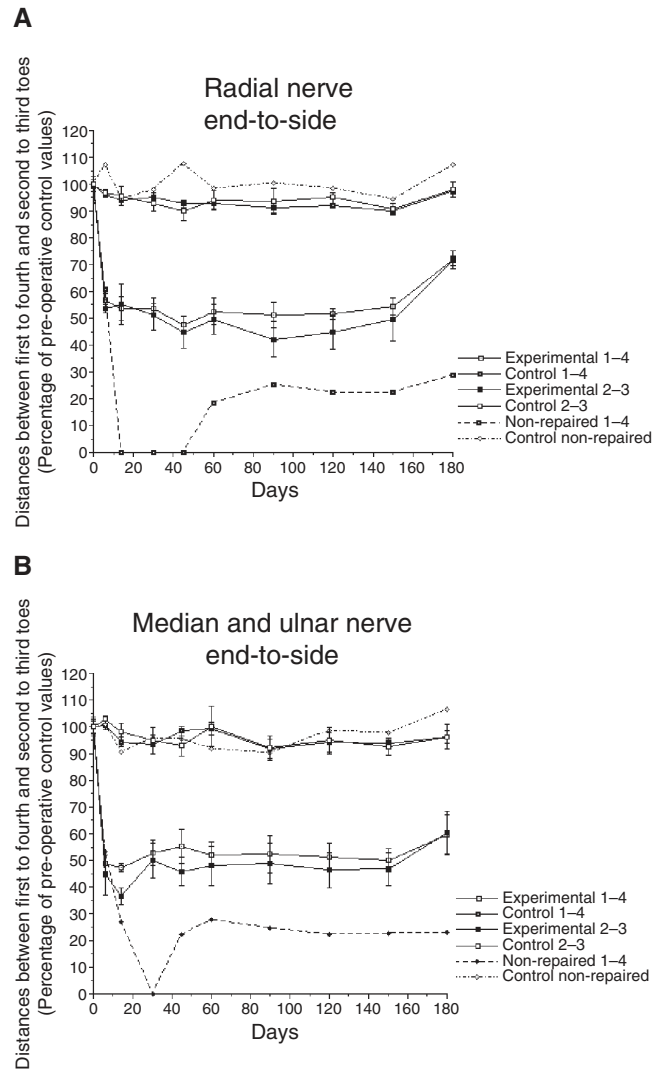 A
Radial nerve
end-to-side
Distances between first to fourth and second to third toes
(Percentage of pre-operative control values)
120
110
100
90
80
70
60
50
40
30
20
10
0
0 20 40 60 80 100 120 140 160 180
Days
Experimental 1–4
Control 1–4
Experimental 2–3
Control 2–3
Non-repaired 1–4
Control non-repaired
B
Median and ulnar nerve
end-to-side
Distances between first to fourth and second to third toes
(Percentage of pre-operative control values)
120
110
100
90
80
70
60
50
40
30
20
10
0
0 20 40 60 80 100 120 140 160 180
Days
Experimental 1–4
Control 1–4
Experimental 2–3
Control 2–3
Non-repaired 1–4
Control non-repaired